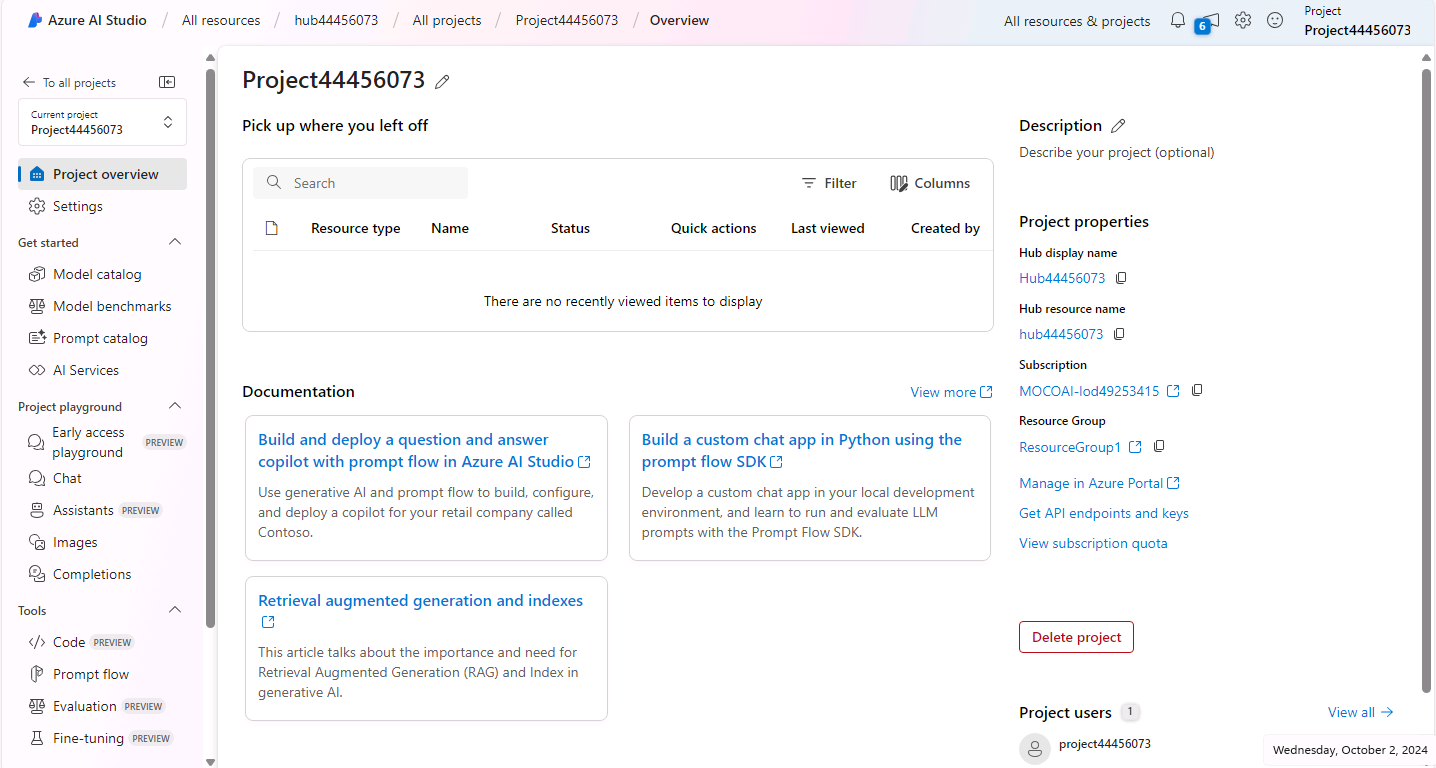 Azure AI Studio / All resources / hub44456073 / All projects / Project44456073 / Overview
All resources & projects
6
Project
Project44456073
To all projects
Current project
Project44456073
Project overview
Settings
Get started
Model catalog
Model benchmarks
Prompt catalog
AI Services
Project playground
Early access
playground
PREVIEW
Chat
Assistants PREVIEW
Images
Completions
Tools
Code PREVIEW
Prompt flow
Evaluation PREVIEW
Fine-tuning PREVIEW
Project44456073
Pick up where you left off
Search
Filter
Columns
Resource type Name Status Quick actions Last viewed Created by
There are no recently viewed items to display
Documentation
View more
Build and deploy a question and answer
copilot with prompt flow in Azure AI Studio
Use generative AI and prompt flow to build, configure,
and deploy a copilot for your retail company called
Contoso.
Build a custom chat app in Python using the
prompt flow SDK
Develop a custom chat app in your local development
environment, and learn to run and evaluate LLM
prompts with the Prompt Flow SDK.
Retrieval augmented generation and indexes
This article talks about the importance and need for
Retrieval Augmented Generation (RAG) and Index in
generative AI.
Description
Describe your project (optional)
Project properties
Hub display name
Hub44456073
Hub resource name
hub44456073
Subscription
MOCOAI-lod49253415
Resource Group
ResourceGroup1
Manage in Azure Portal
Get API endpoints and keys
View subscription quota
Delete project
Project users 1
View all
project44456073
Wednesday, October 2, 2024